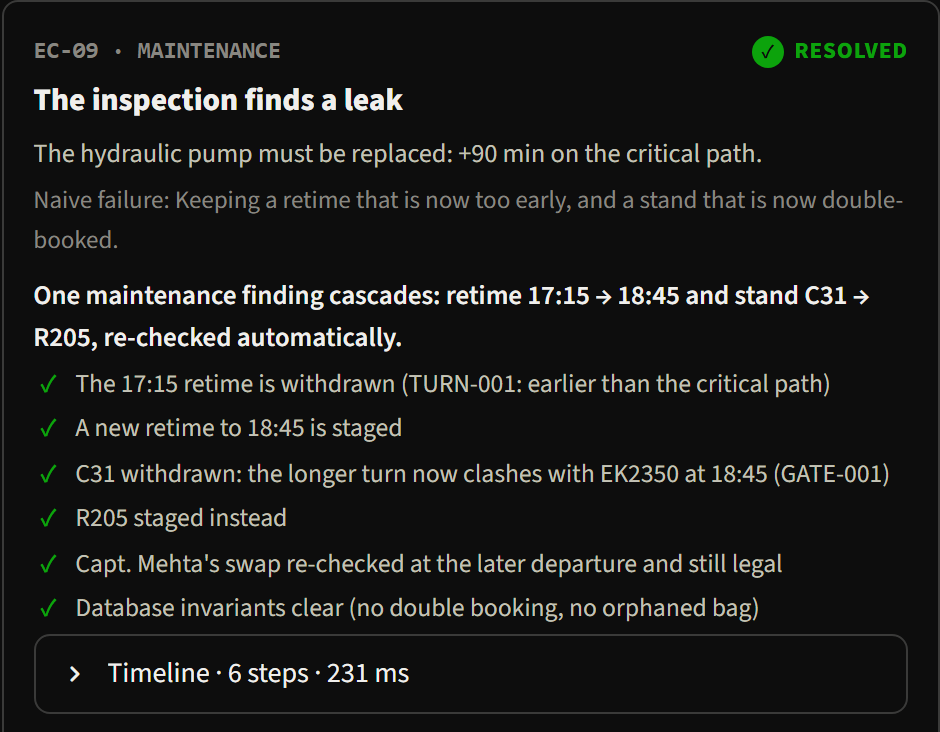 EC-09 • MAINTENANCE
✓ RESOLVED
The inspection finds a leak
The hydraulic pump must be replaced: +90 min on the critical path.
Naive failure: Keeping a retime that is now too early, and a stand that is now double-
booked.
One maintenance finding cascades: retime 17:15 → 18:45 and stand C31 →
R205, re-checked automatically.
✓ The 17:15 retime is withdrawn (TURN-001: earlier than the critical path)
✓ A new retime to 18:45 is staged
✓ C31 withdrawn: the longer turn now clashes with EK2350 at 18:45 (GATE-001)
✓ R205 staged instead
✓ Capt. Mehta's swap re-checked at the later departure and still legal
✓ Database invariants clear (no double booking, no orphaned bag)
› Timeline · 6 steps · 231 ms